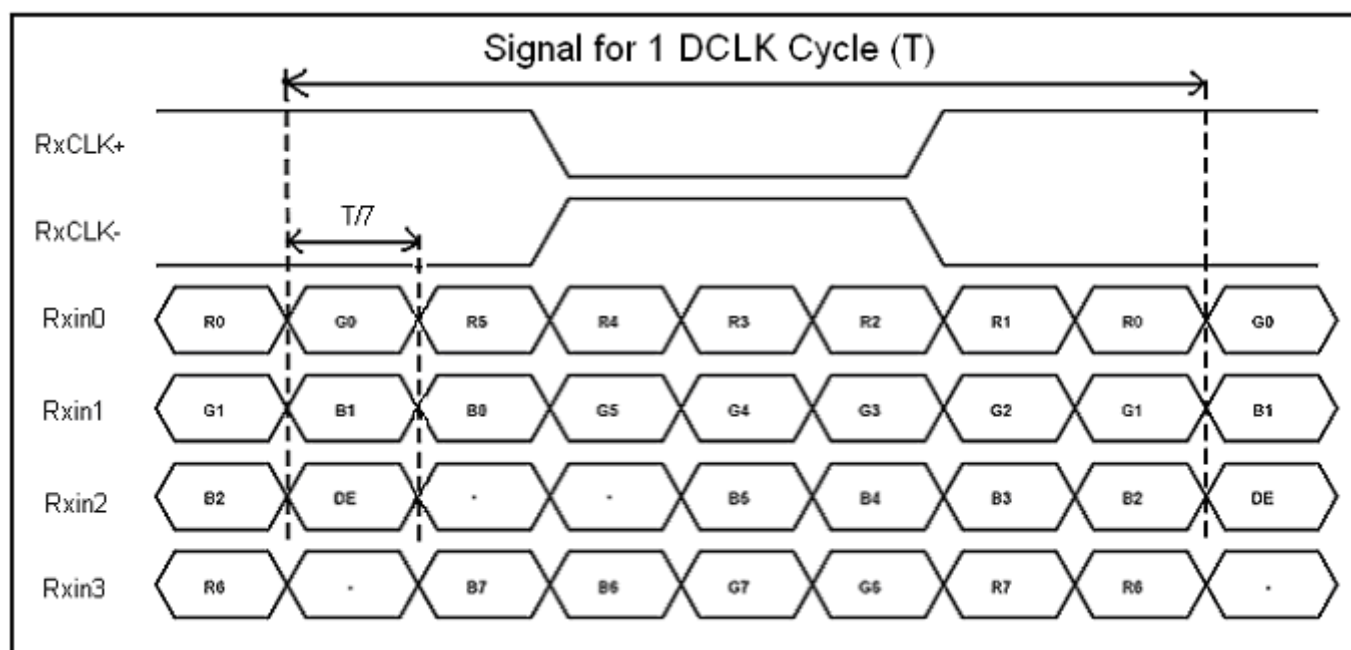 Signal for 1 DCLK Cycle (T)
RxCLK+
RxCLK-
T/7
Rxin0 R0 G0 R5 R4 R3 R2 R1 R0 G0
Rxin1 G1 B1 B0 G5 G4 G3 G2 G1 B1
Rxin2 B2 DE - - B5 B4 B3 B2 DE
Rxin3 R6 - B7 B6 G7 G6 R7 R6 -